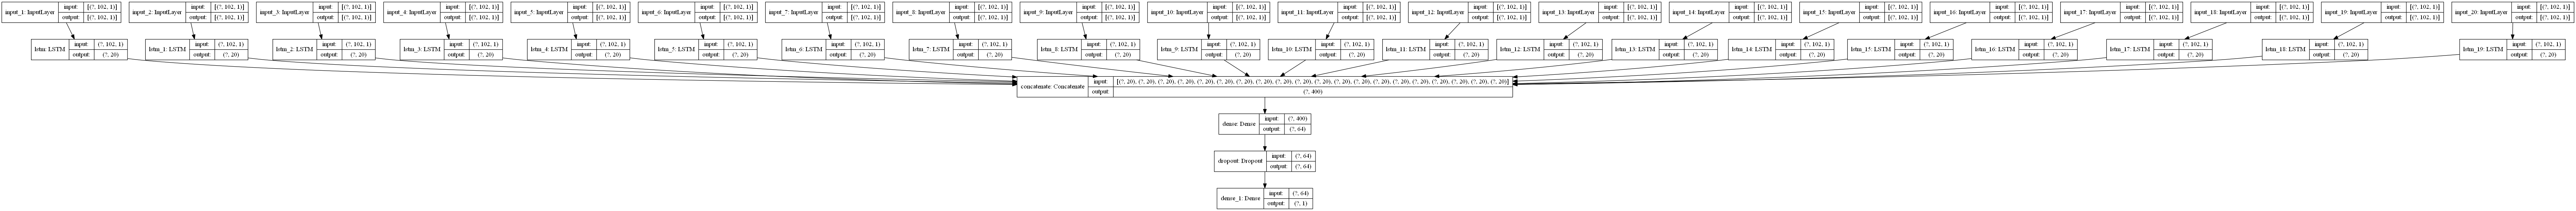 input_1: InputLayer input: [(?, 102, 1)]
output: [(?, 102, 1)]
input_2: InputLayer input: [(?, 102, 1)]
output: [(?, 102, 1)]
input_3: InputLayer input: [(?, 102, 1)]
output: [(?, 102, 1)]
input_4: InputLayer input: [(?, 102, 1)]
output: [(?, 102, 1)]
input_5: InputLayer input: [(?, 102, 1)]
output: [(?, 102, 1)]
input_6: InputLayer input: [(?, 102, 1)]
output: [(?, 102, 1)]
input_7: InputLayer input: [(?, 102, 1)]
output: [(?, 102, 1)]
input_8: InputLayer input: [(?, 102, 1)]
output: [(?, 102, 1)]
input_9: InputLayer input: [(?, 102, 1)]
output: [(?, 102, 1)]
input_10: InputLayer input: [(?, 102, 1)]
output: [(?, 102, 1)]
input_11: InputLayer input: [(?, 102, 1)]
output: [(?, 102, 1)]
input_12: InputLayer input: [(?, 102, 1)]
output: [(?, 102, 1)]
input_13: InputLayer input: [(?, 102, 1)]
output: [(?, 102, 1)]
input_14: InputLayer input: [(?, 102, 1)]
output: [(?, 102, 1)]
input_15: InputLayer input: [(?, 102, 1)]
output: [(?, 102, 1)]
input_16: InputLayer input: [(?, 102, 1)]
output: [(?, 102, 1)]
input_17: InputLayer input: [(?, 102, 1)]
output: [(?, 102, 1)]
input_18: InputLayer input: [(?, 102, 1)]
output: [(?, 102, 1)]
input_19: InputLayer input: [(?, 102, 1)]
output: [(?, 102, 1)]
input_20: InputLayer input: [(?, 102, 1)]
output: [(?, 102, 1)]
lstm: LSTM input: (?, 102, 1)
output: (?, 20)
lstm_1: LSTM input: (?, 102, 1)
output: (?, 20)
lstm_2: LSTM input: (?, 102, 1)
output: (?, 20)
lstm_3: LSTM input: (?, 102, 1)
output: (?, 20)
lstm_4: LSTM input: (?, 102, 1)
output: (?, 20)
lstm_5: LSTM input: (?, 102, 1)
output: (?, 20)
lstm_6: LSTM input: (?, 102, 1)
output: (?, 20)
lstm_7: LSTM input: (?, 102, 1)
output: (?, 20)
lstm_8: LSTM input: (?, 102, 1)
output: (?, 20)
lstm_9: LSTM input: (?, 102, 1)
output: (?, 20)
lstm_10: LSTM input: (?, 102, 1)
output: (?, 20)
lstm_11: LSTM input: (?, 102, 1)
output: (?, 20)
lstm_12: LSTM input: (?, 102, 1)
output: (?, 20)
lstm_13: LSTM input: (?, 102, 1)
output: (?, 20)
lstm_14: LSTM input: (?, 102, 1)
output: (?, 20)
lstm_15: LSTM input: (?, 102, 1)
output: (?, 20)
lstm_16: LSTM input: (?, 102, 1)
output: (?, 20)
lstm_17: LSTM input: (?, 102, 1)
output: (?, 20)
lstm_18: LSTM input: (?, 102, 1)
output: (?, 20)
lstm_19: LSTM input: (?, 102, 1)
output: (?, 20)
concatenate: Concatenate input: [(?, 20), (?, 20), (?, 20), (?, 20), (?, 20), (?, 20), (?, 20), (?, 20), (?, 20), (?, 20), (?, 20), (?, 20), (?, 20), (?, 20), (?, 20), (?, 20), (?, 20), (?, 20), (?, 20), (?, 20)]
output: (?, 400)
dense: Dense input: (?, 400)
output: (?, 64)
dropout: Dropout input: (?, 64)
output: (?, 64)
dense_1: Dense input: (?, 64)
output: (?, 1)